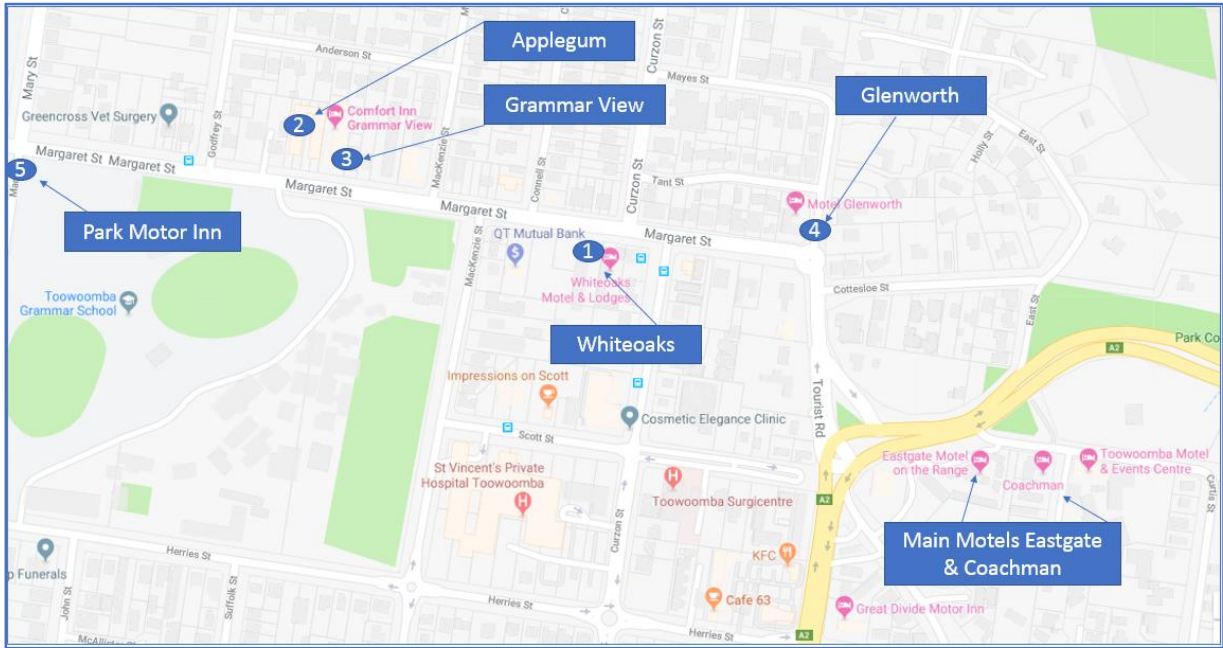 Applegum
Grammar View
Glenworth
Park Motor Inn
Whiteoaks
Main Motels Eastgate
& Coachman
1
2
3
4
5
Mary St
Anderson St
Greencross Vet Surgery
Godfrey St
Comfort Inn
Grammar View
MacKenzie St
Connell St
Curzon St
Curzon St
Mayes St
Tant St
Holly St
East St
East St
Margaret St
Margaret St
Margaret St
Margaret St
Margaret St
Motel Glenworth
QT Mutual Bank
$
Whiteoaks
Motel & Lodges
MacKenzie St
Cottesloe St
Toowoomba
Grammar School
Park Co
A2
Tourist Rd
Impressions on Scott
Cosmetic Elegance Clinic
Scott St
St Vincent's Private
Hospital Toowoomba
H
Toowoomba Surgicentre
H
A2
Eastgate Motel
on the Range
Coachman
Toowoomba Motel
& Events Centre
Curtis St
Curzon St
KFC
Cafe 63
Great Divide Motor Inn
Herries St
Herries St
Herries St
A2
p Funerals
John St
Suffolk St
McAllister St